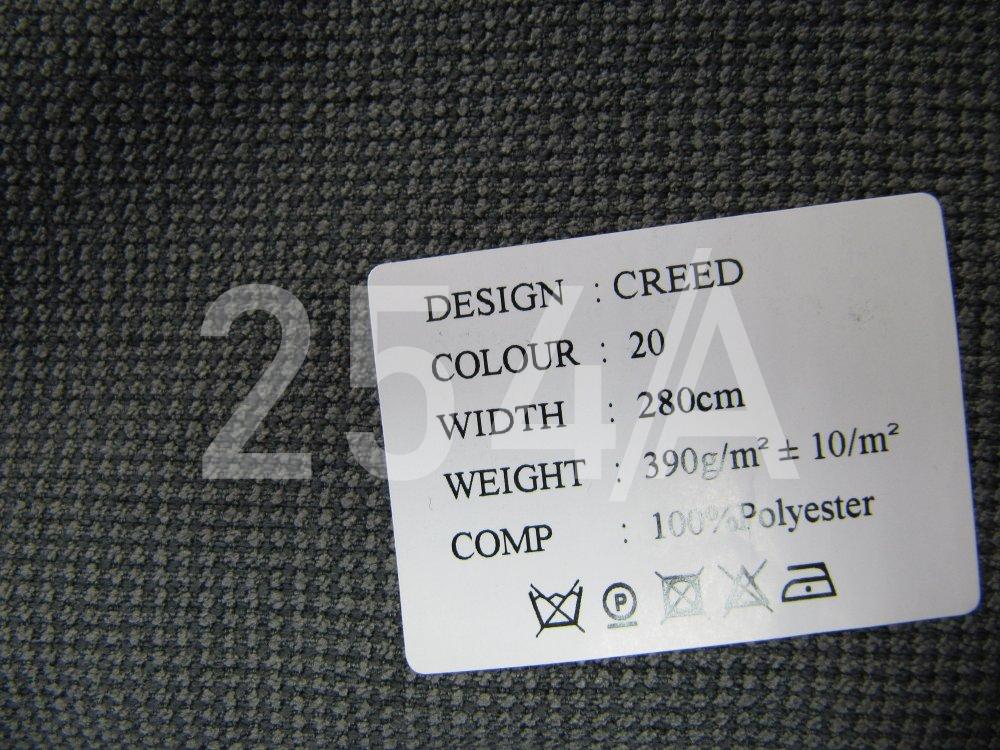 DESIGN : CREED
COLOUR : 20
WIDTH : 280cm
WEIGHT : 390g/m² ± 10/m²
COMP : 100%Polyester
P
254/A